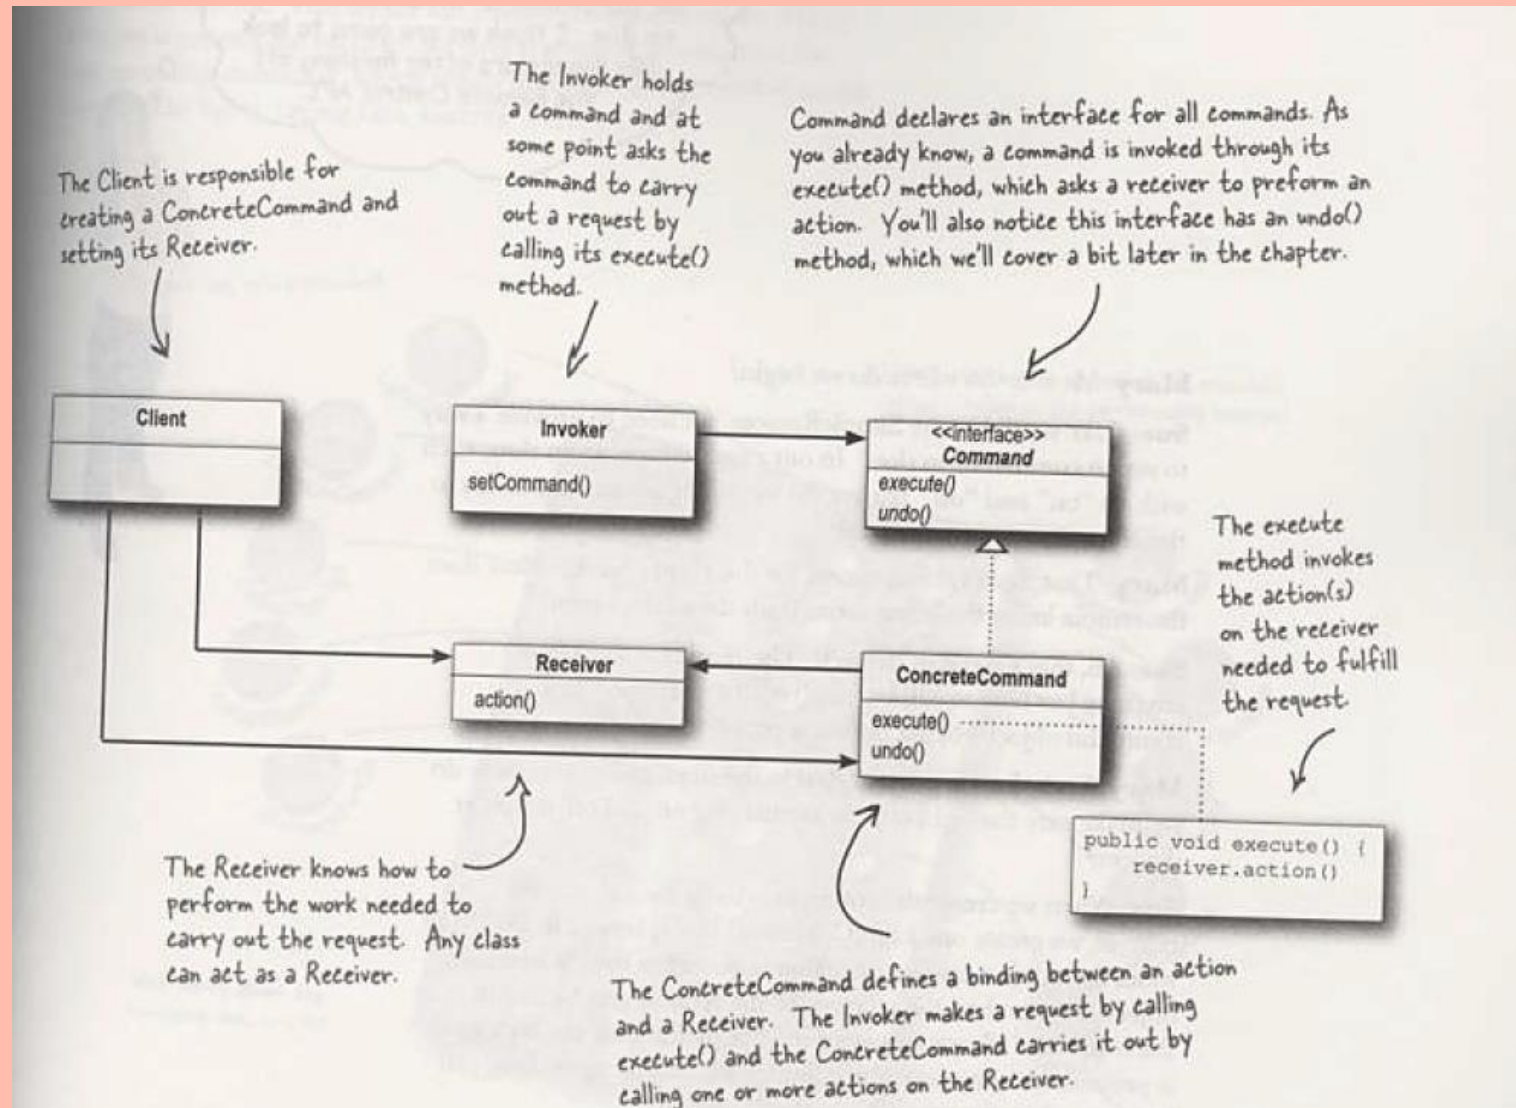 The Client is responsible for
creating a ConcreteCommand and
setting its Receiver.
The Invoker holds
a command and at
some point asks the
command to carry
out a request by
calling its execute()
method.
Command declares an interface for all commands. As
you already know, a command is invoked through its
execute() method, which asks a receiver to preform an
action. You'll also notice this interface has an undo()
method, which we'll cover a bit later in the chapter.
Client
Invoker
setCommand()
<<interface>>
Command
execute()
undo()
The execute
method invokes
the action(s)
on the receiver
needed to fulfill
the request.
Receiver
action()
ConcreteCommand
execute()
undo()
public void execute() {
receiver.action()
}
The Receiver knows how to
perform the work needed to
carry out the request. Any class
can act as a Receiver.
The ConcreteCommand defines a binding between an action
and a Receiver. The Invoker makes a request by calling
execute() and the ConcreteCommand carries it out by
calling one or more actions on the Receiver.